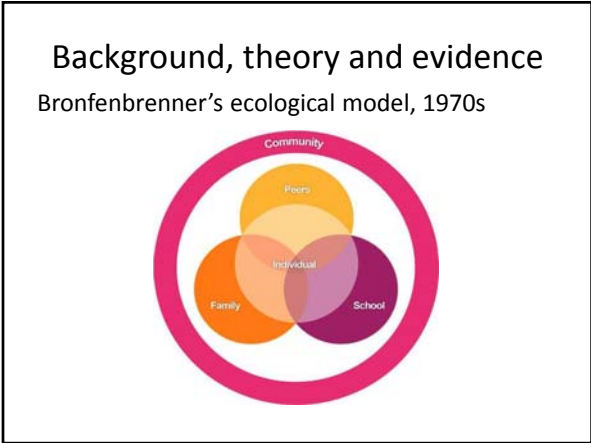 Background, theory and evidence
Bronfenbrenner’s ecological model, 1970s
Community
Peers
Individual
Family
School